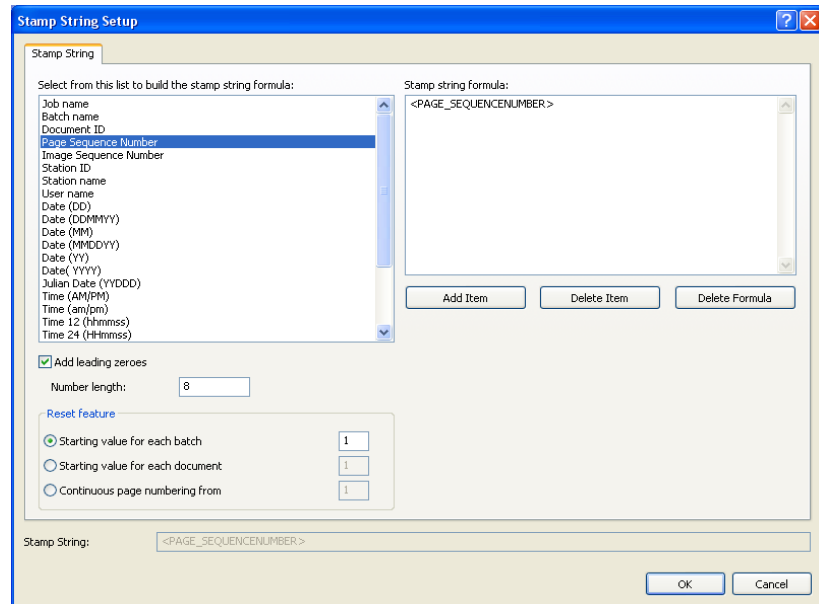 Stamp String Setup
Stamp String
Select from this list to build the stamp string formula:
Job name
Batch name
Document ID
Page Sequence Number
Image Sequence Number
Station ID
Station name
User name
Date (DD)
Date (DDMMYY)
Date (MM)
Date (MMDDYY)
Date (YY)
Date( YYYY)
Julian Date (YYDDD)
Time (AM/PM)
Time (am/pm)
Time 12 (hhmmss)
Time 24 (HHmmss)
Stamp string formula:
<PAGE_SEQUENCENUMBER>
Add Item Delete Item Delete Formula
Add leading zeroes
Number length: 8
Reset feature
Starting value for each batch 1
Starting value for each document 1
Continuous page numbering from 1
Stamp String: <PAGE_SEQUENCENUMBER>
OK Cancel